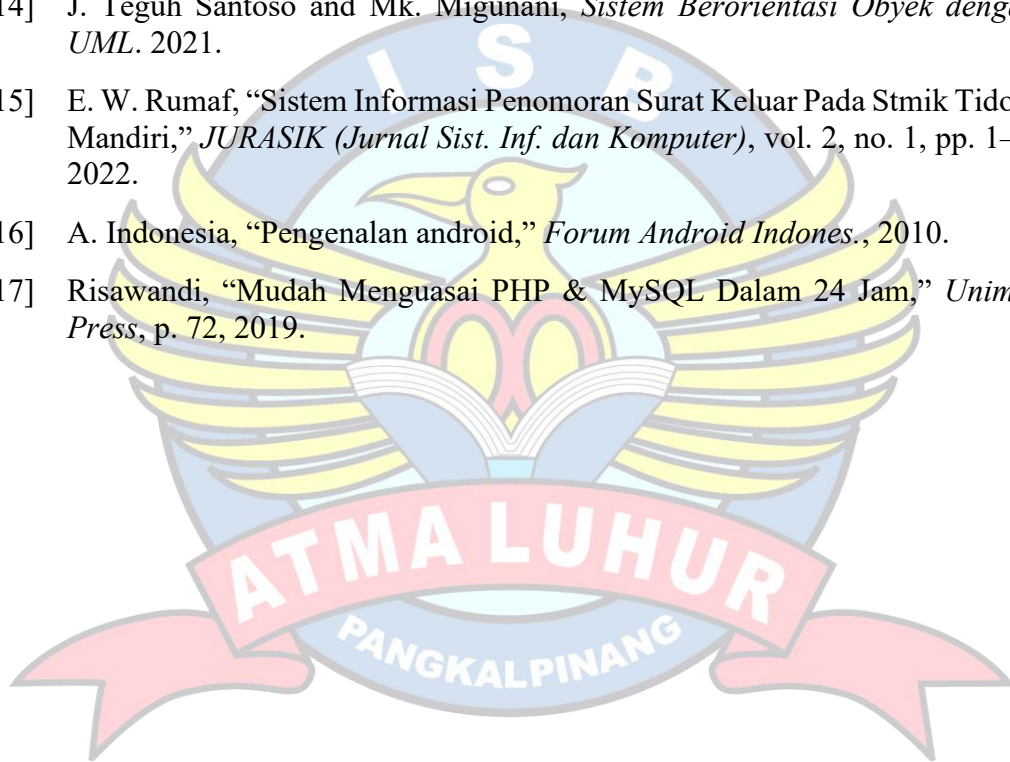 14] J. Teguh Santoso and Mk. Migunani, Sistem Berorientasi Obyek deng
UML. 2021.
15] E. W. Rumaf, “Sistem Informasi Penomoran Surat Keluar Pada Stmik Tido
Mandiri,” JURASIK (Jurnal Sist. Inf. dan Komputer), vol. 2, no. 1, pp. 1–
2022.
16] A. Indonesia, “Pengenalan android,” Forum Android Indones., 2010.
17] Risawandi, “Mudah Menguasai PHP & MySQL Dalam 24 Jam,” Unim
Press, p. 72, 2019.
I S B
ATMA LUHUR
PANGKALPINANG